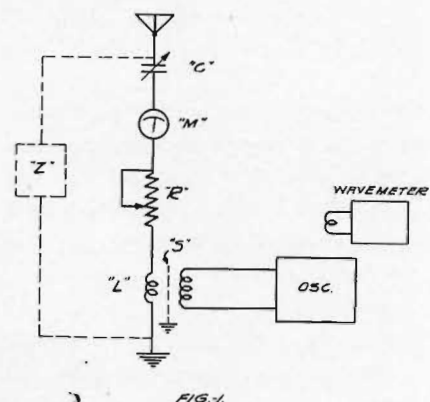 "C"
"M"
"Z"
"R"
WAVEMETER
"S"
"L"
OSC.
FIG.-1.